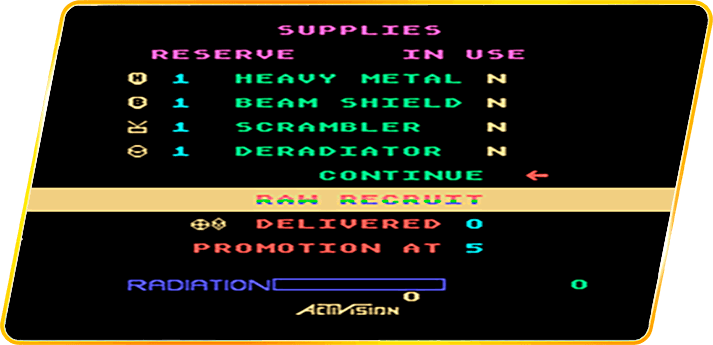 SUPPLIES
RESERVE IN USE
1 HEAVY METAL N
1 BEAM SHIELD N
1 SCRAMBLER N
1 DERADIATOR N
CONTINUE ←
RAW RECRUIT
DELIVERED 0
PROMOTION AT 5
RADIATION 0
0
ACTIVISION